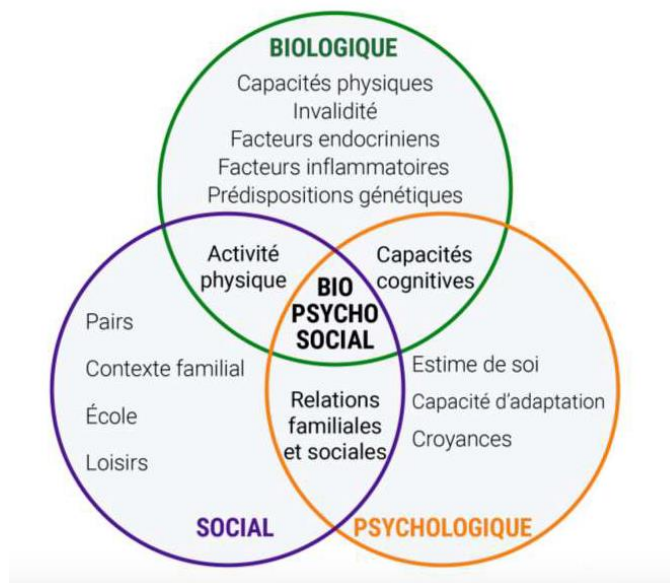 BIOLOGIQUE
Capacités physiques
Invalidité
Facteurs endocriniens
Facteurs inflammatoires
Prédispositions génétiques
Activité
physique
Capacités
cognitives
BIO
PSYCHO
SOCIAL
Pairs
Contexte familial
École
Loisirs
Relations
familiales
et sociales
Estime de soi
Capacité d'adaptation
Croyances
SOCIAL
PSYCHOLOGIQUE